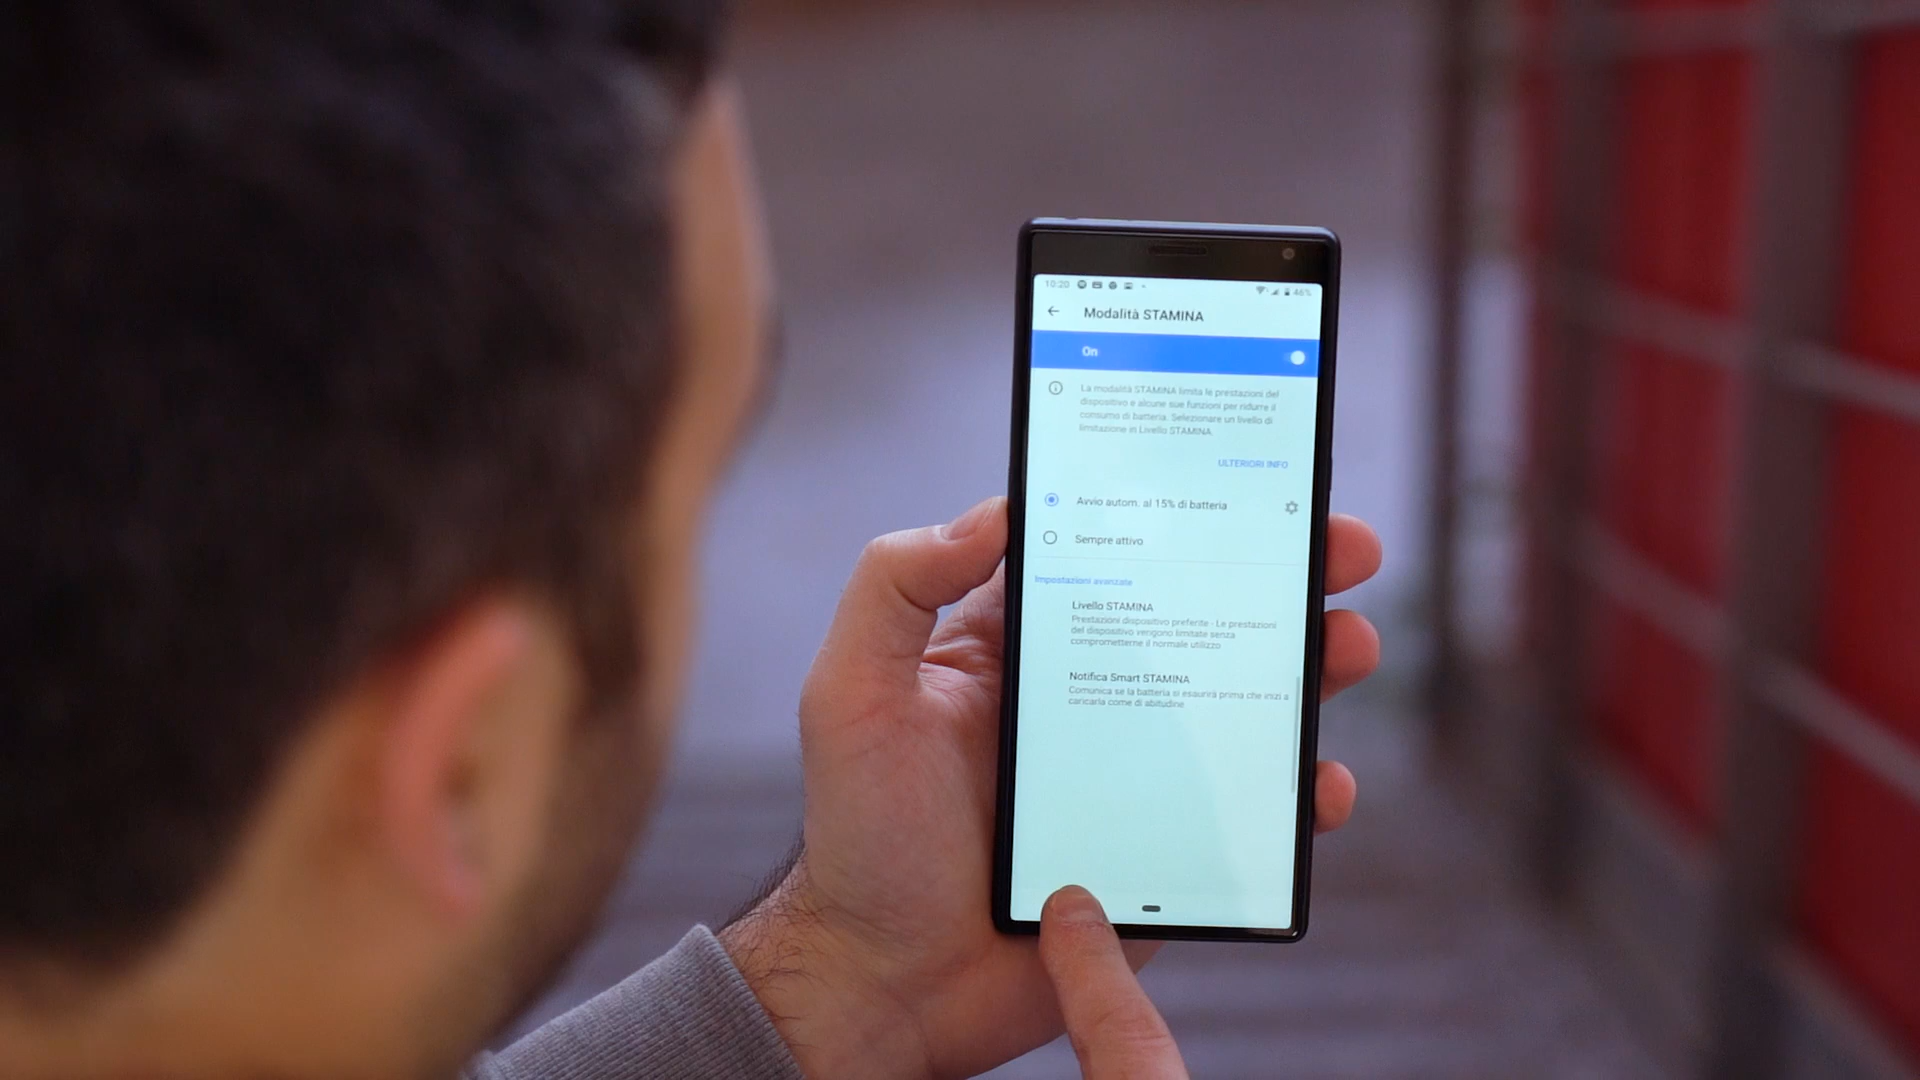 10:20 46%
Modalità STAMINA
On
La modalità STAMINA limita le prestazioni del
dispositivo e alcune sue funzioni per ridurre il
consumo di batteria. Selezionare un livello di
limitazione in Livello STAMINA.
ULTERIORI INFO
Avvio autom. al 15% di batteria
Sempre attivo
Impostazioni avanzate
Livello STAMINA
Prestazioni dispositivo preferite - Le prestazioni
del dispositivo vengono limitate senza
comprometterne il normale utilizzo
Notifica Smart STAMINA
Comunica se la batteria si esaurirà prima che inizi a
caricarla come di abitudine